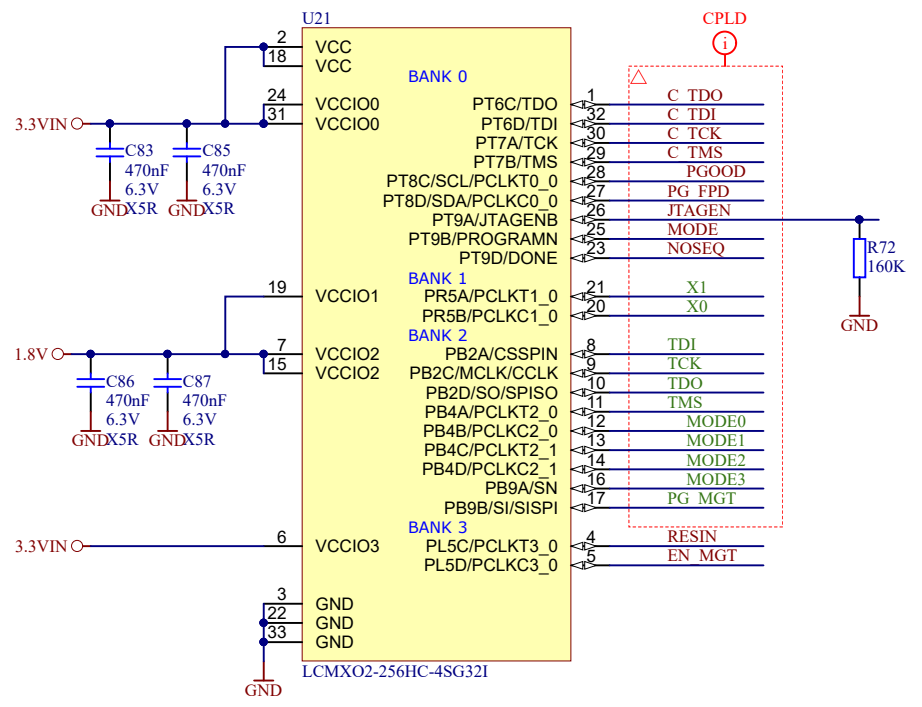 U21
CPLD
i
2 VCC
18 VCC
BANK 0
24 VCCIO0
3.3VIN 31 VCCIO0
C83 470nF 6.3V X5R GND
C85 470nF 6.3V X5R GND
PT6C/TDO 1 C_TDO
PT6D/TDI 32 C_TDI
PT7A/TCK 30 C_TCK
PT7B/TMS 29 C_TMS
PT8C/SCL/PCLKT0_0 28 PGOOD
PT8D/SDA/PCLKC0_0 27 PG_FPD
PT9A/JTAGENB 26 JTAGEN
PT9B/PROGRAMN 25 MODE
PT9D/DONE 23 NOSEQ
R72
160K
GND
BANK 1
19 VCCIO1
PR5A/PCLKT1_0 21 X1
PR5B/PCLKC1_0 20 X0
BANK 2
1.8V 7 VCCIO2
15 VCCIO2
C86 470nF 6.3V X5R GND
C87 470nF 6.3V X5R GND
PB2A/CSSPIN 8 TDI
PB2C/MCLK/CCLK 9 TCK
PB2D/SO/SPISO 10 TDO
PB4A/PCLKT2_0 11 TMS
PB4B/PCLKC2_0 12 MODE0
PB4C/PCLKT2_1 13 MODE1
PB4D/PCLKC2_1 14 MODE2
PB9A/SN 16 MODE3
PB9B/SI/SISPI 17 PG_MGT
BANK 3
3.3VIN 6 VCCIO3
PL5C/PCLKT3_0 4 RESIN
PL5D/PCLKC3_0 5 EN_MGT
3 GND
22 GND
33 GND
GND
LCMXO2-256HC-4SG32I